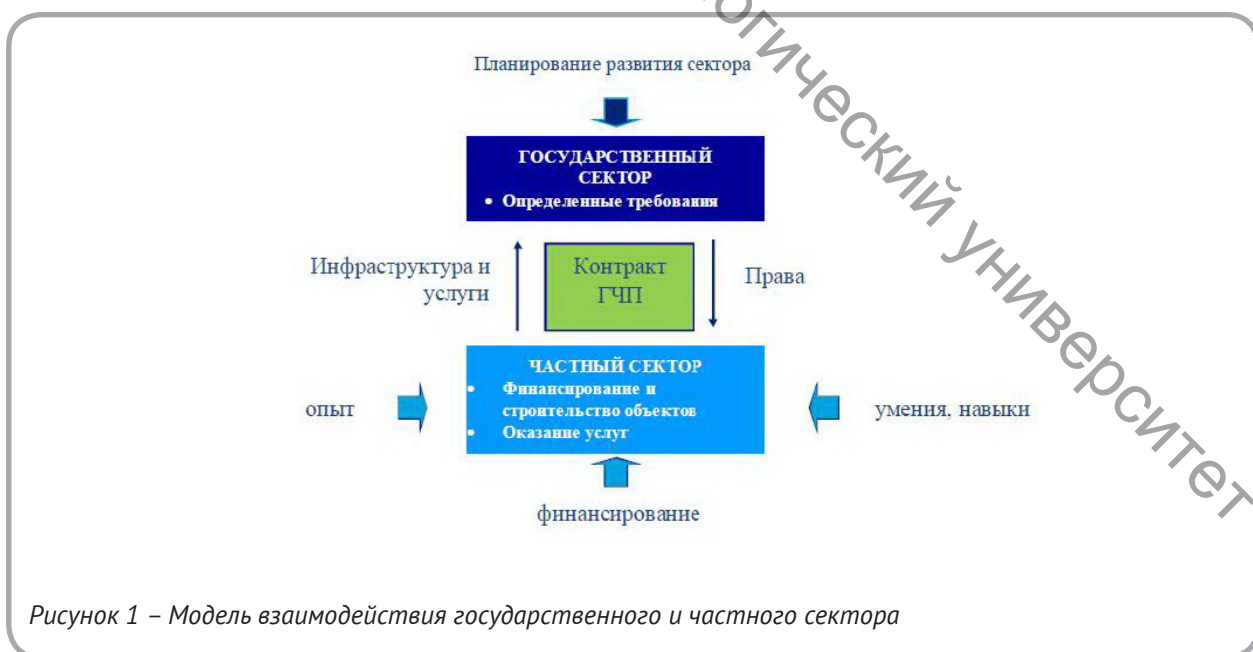 Планирование развития сектора
ГОСУДАРСТВЕННЫЙ
СЕКТОР
• Определенные требования
Инфраструктура и
услуги
Контракт
ГЧП
Права
ЧАСТНЫЙ СЕКТОР
• Финансирование и
строительство объектов
• Оказание услуг
опыт
умения, навыки
финансирование
Рисунок 1 – Модель взаимодействия государственного и частного сектора
университет